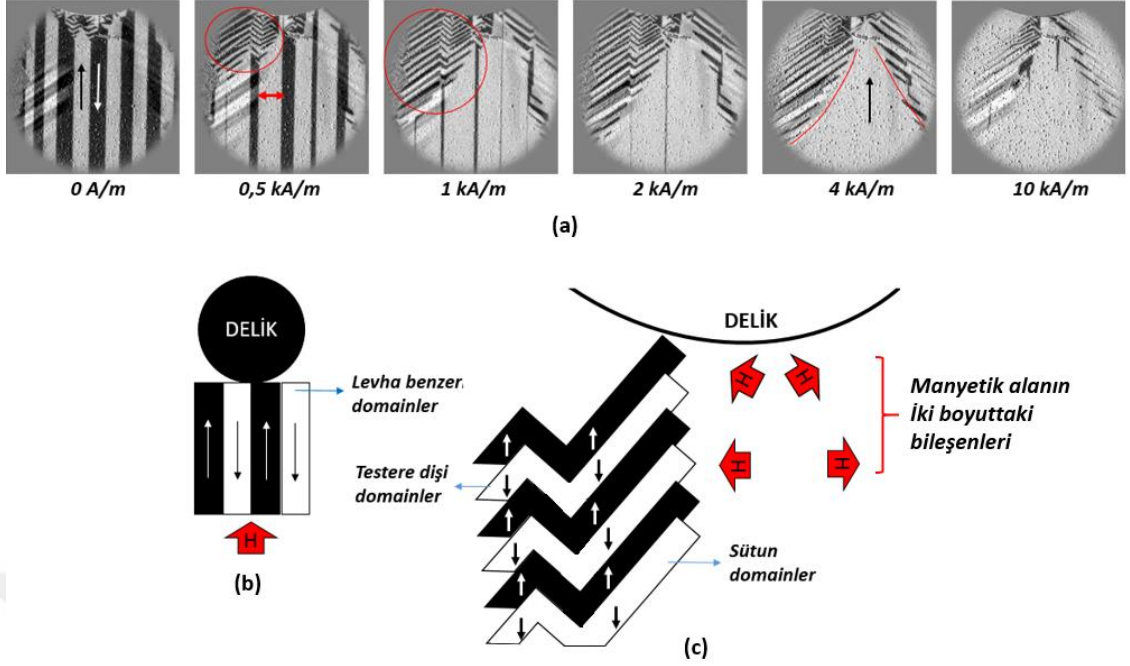 0 A/m
0,5 kA/m
1 kA/m
2 kA/m
4 kA/m
10 kA/m
(a)
DELİK
Levha benzeri
domainler
H
(b)
DELİK
Testere dişi
domainler
H
H
H
H
Manyetik alanın
İki boyuttaki
bileşenleri
Sütun
domainler
(c)